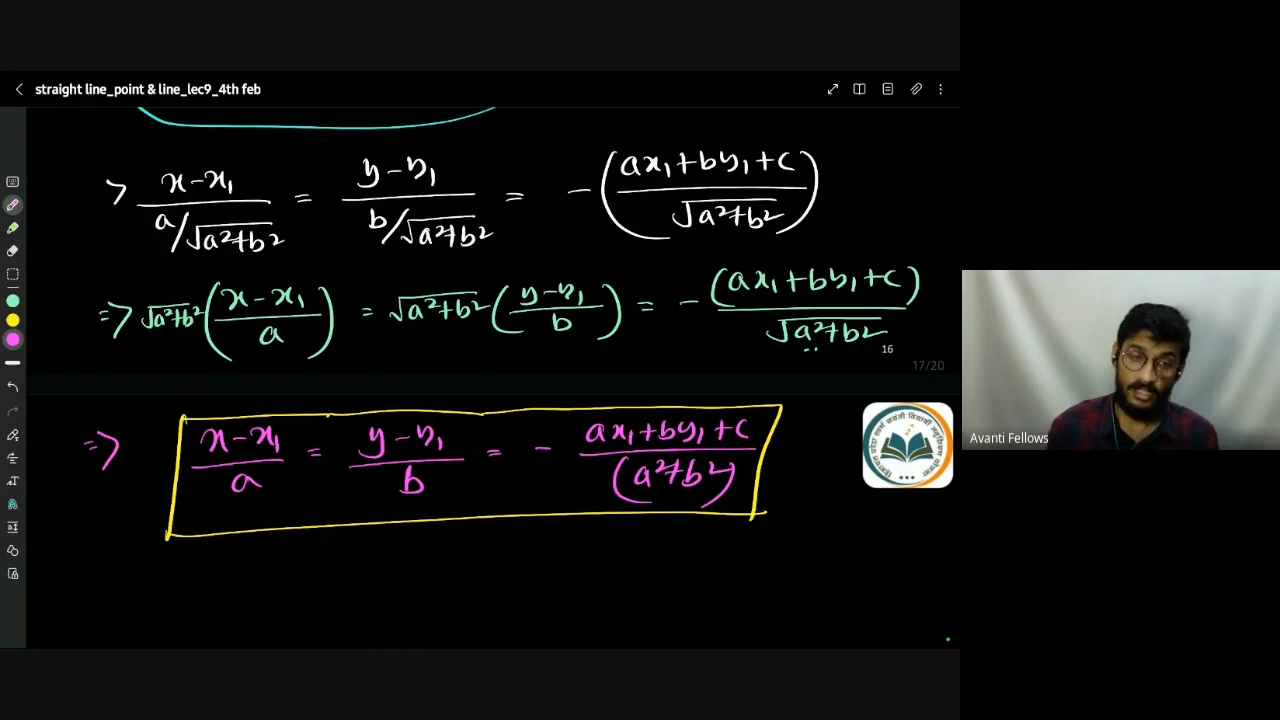 straight line_point & line_lec9_4th feb
> (x-x₁)/(a/√(a²+b²)) = (y-y₁)/(b/√(a²+b²)) = -((ax₁+by₁+c)/√(a²+b²))
=> √(a²+b²) ((x-x₁)/a) = √(a²+b²) ((y-y₁)/b) = -(ax₁+by₁+c)/√(a²+b²)
16
17/20
=> (x-x₁)/a = (y-y₁)/b = - (ax₁+by₁+c)/(a²+b²)
Avanti Fellows